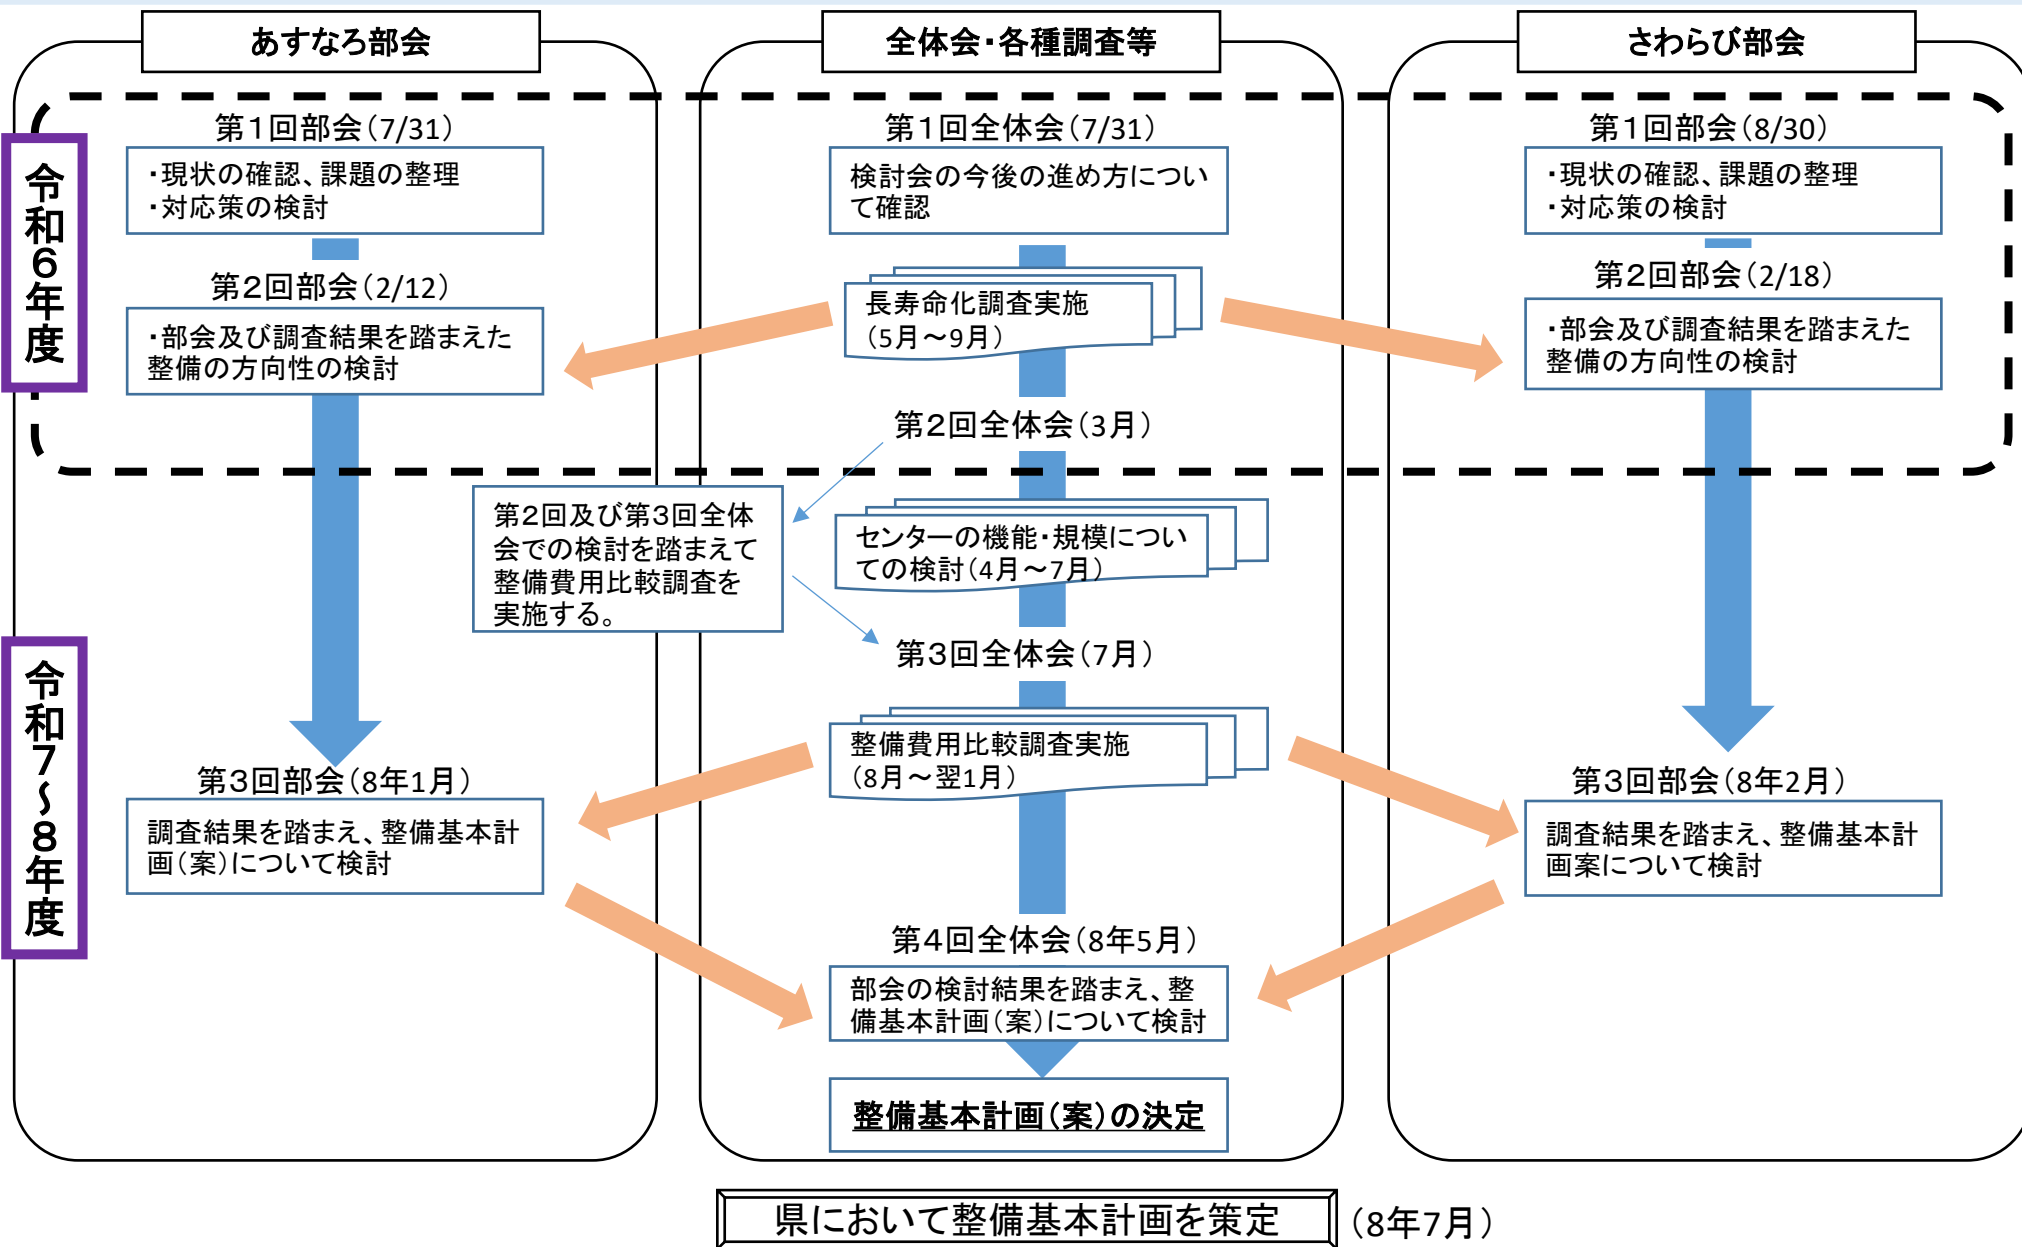 あすなろ部会
全体会・各種調査等
さわらび部会
令和6年度
第1回部会(7/31)
・現状の確認、課題の整理
・対応策の検討
第2回部会(2/12)
・部会及び調査結果を踏まえた
整備の方向性の検討
第1回全体会(7/31)
検討会の今後の進め方につい
て確認
長寿命化調査実施
(5月～9月)
第2回全体会(3月)
第1回部会(8/30)
・現状の確認、課題の整理
・対応策の検討
第2回部会(2/18)
・部会及び調査結果を踏まえた
整備の方向性の検討
令和7～8年度
第2回及び第3回全体
会での検討を踏まえて
整備費用比較調査を
実施する。
センターの機能・規模につい
ての検討(4月～7月)
第3回全体会(7月)
整備費用比較調査実施
(8月～翌1月)
第3回部会(8年1月)
調査結果を踏まえ、整備基本計
画(案)について検討
第3回部会(8年2月)
調査結果を踏まえ、整備基本計
画案について検討
第4回全体会(8年5月)
部会の検討結果を踏まえ、整
備基本計画(案)について検討
整備基本計画(案)の決定
県において整備基本計画を策定 (8年7月)